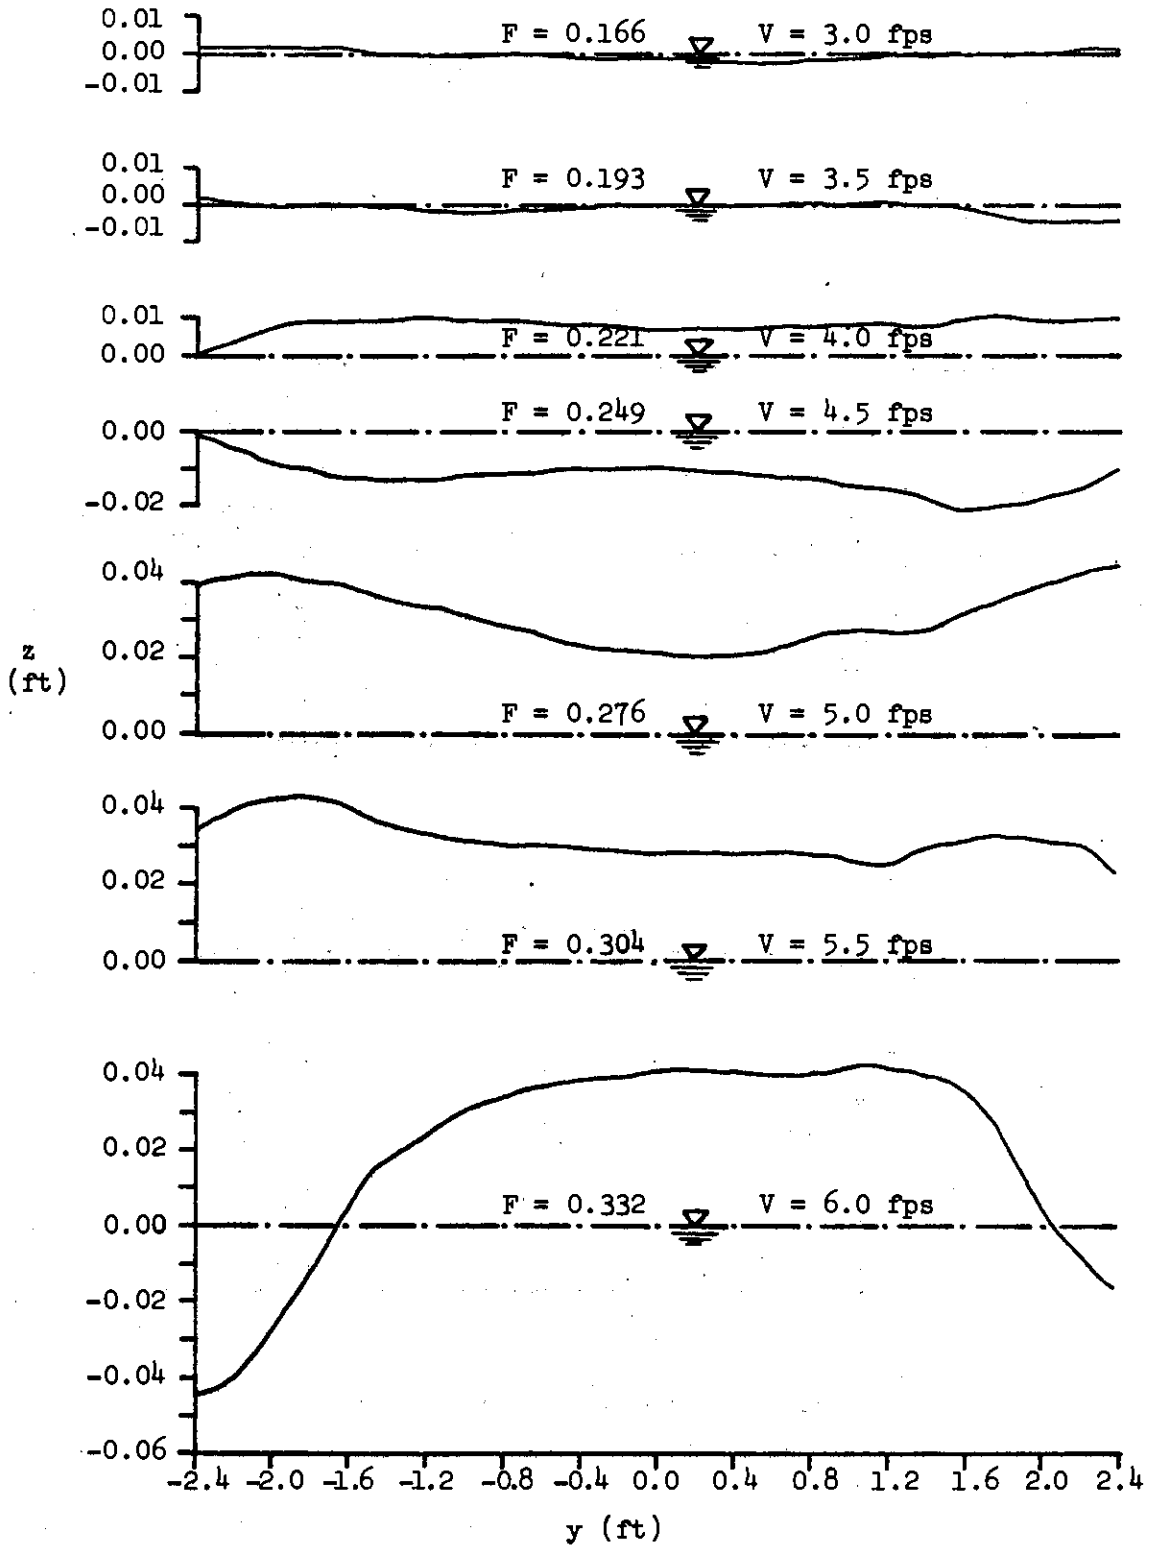 0.01
F = 0.166 V = 3.0 fps
0.00
-0.01
0.01
F = 0.193 V = 3.5 fps
0.00
-0.01
0.01
F = 0.221 V = 4.0 fps
0.00
F = 0.249 V = 4.5 fps
0.00
-0.02
0.04
z
(ft)
0.02
F = 0.276 V = 5.0 fps
0.00
0.04
0.02
F = 0.304 V = 5.5 fps
0.00
0.04
0.02
F = 0.332 V = 6.0 fps
0.00
-0.02
-0.04
-0.06
-2.4 -2.0 -1.6 -1.2 -0.8 -0.4 0.0 0.4 0.8 1.2 1.6 2.0 2.4
y (ft)